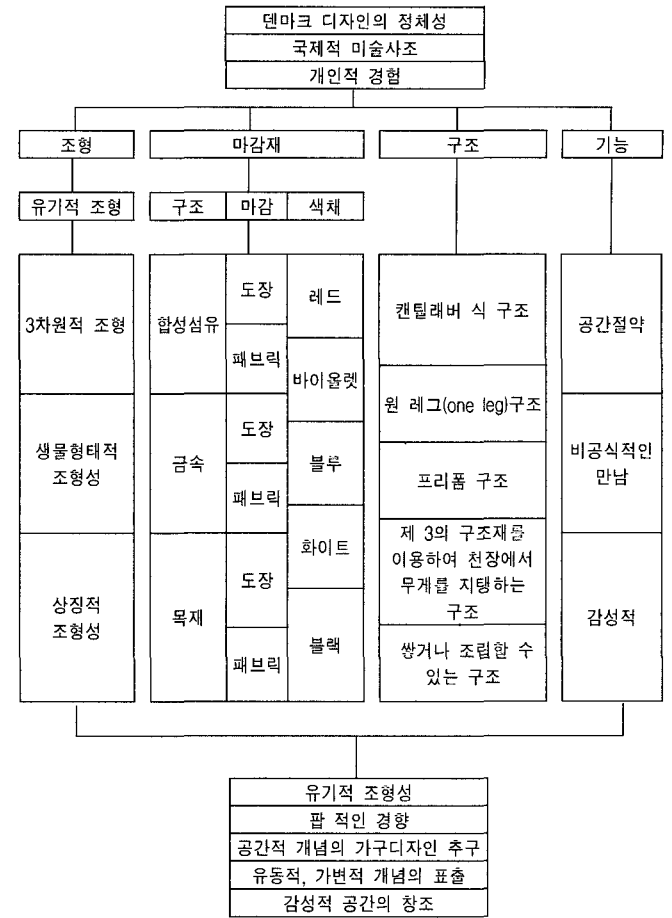 덴마크 디자인의 정체성
국제적 미술사조
개인적 경험
조형
마감재
구조
기능
유기적 조형
구조
마감
색채
3차원적 조형
생물형태적
조형성
상징적
조형성
합성섬유
금속
목재
도장
패브릭
도장
패브릭
도장
패브릭
레드
바이올렛
블루
화이트
블랙
캔틸래버 식 구조
원 레그(one leg)구조
프리폼 구조
제 3의 구조재를
이용하여 천장에서
무게를 지탱하는
구조
쌓거나 조립할 수
있는 구조
공간절약
비공식적인
만남
감성적
유기적 조형성
팝 적인 경향
공간적 개념의 가구디자인 추구
유동적, 가변적 개념의 표출
감성적 공간의 창조